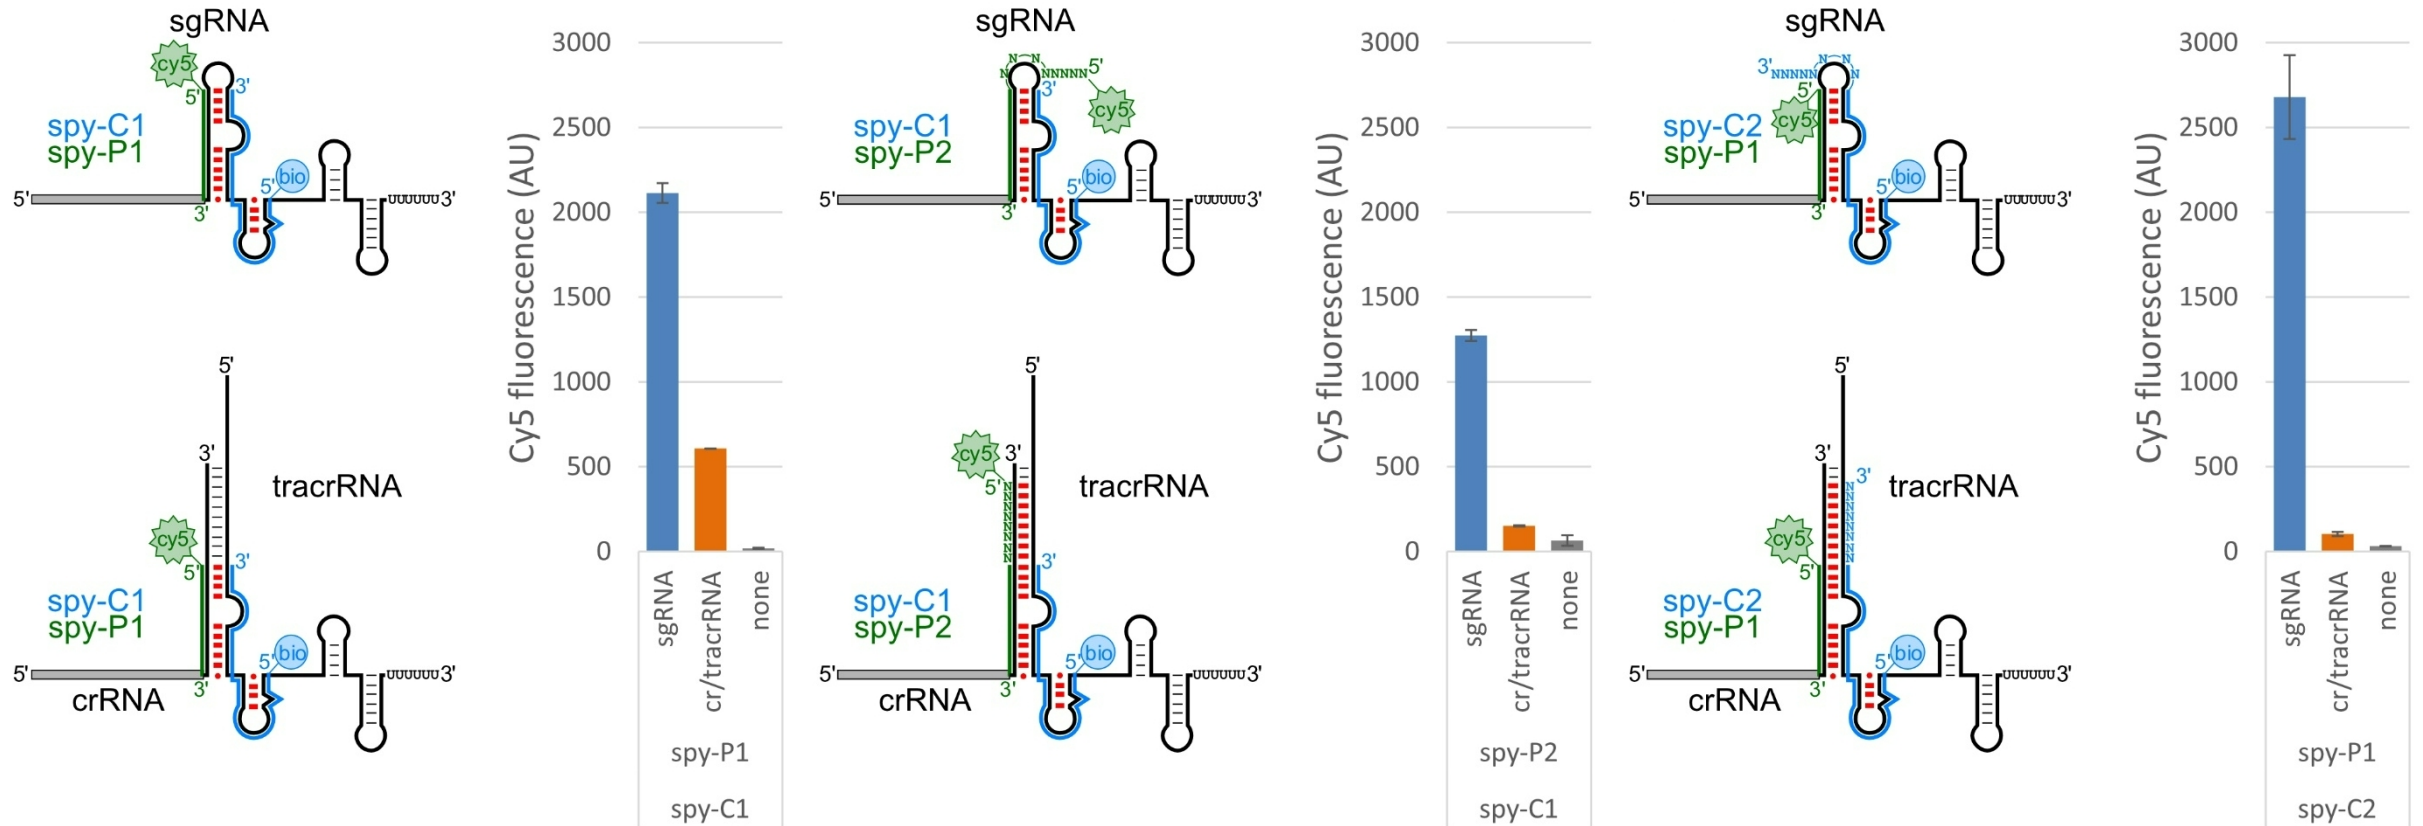 sgRNA
cy5
5'
3'
spy-C1
spy-P1
5'
3'
5'
bio
UUUUUU3'
5'
3'
tracrRNA
cy5
5'
3'
spy-C1
spy-P1
5'
3'
5'
bio
UUUUUU3'
crRNA
Cy5 fluorescence (AU)
3000
2500
2000
1500
1000
500
0
sgRNA
cr/tracrRNA
none
spy-P1
spy-C1
sgRNA
N
N
N
N
NNNNN
5'
cy5
3'
spy-C1
spy-P2
5'
3'
5'
bio
UUUUUU3'
5'
3'
tracrRNA
cy5
5'
NNNNNNNNN
3'
spy-C1
spy-P2
5'
3'
5'
bio
UUUUUU3'
crRNA
Cy5 fluorescence (AU)
3000
2500
2000
1500
1000
500
0
sgRNA
cr/tracrRNA
none
spy-P2
spy-C1
sgRNA
3'
NNNNN
N
N
N
N
5'
cy5
spy-C2
spy-P1
5'
3'
5'
bio
UUUUUU3'
5'
3'
tracrRNA
3'
NNNNNNNNN
cy5
5'
spy-C2
spy-P1
5'
3'
5'
bio
UUUUUU3'
crRNA
Cy5 fluorescence (AU)
3000
2500
2000
1500
1000
500
0
sgRNA
cr/tracrRNA
none
spy-P1
spy-C2